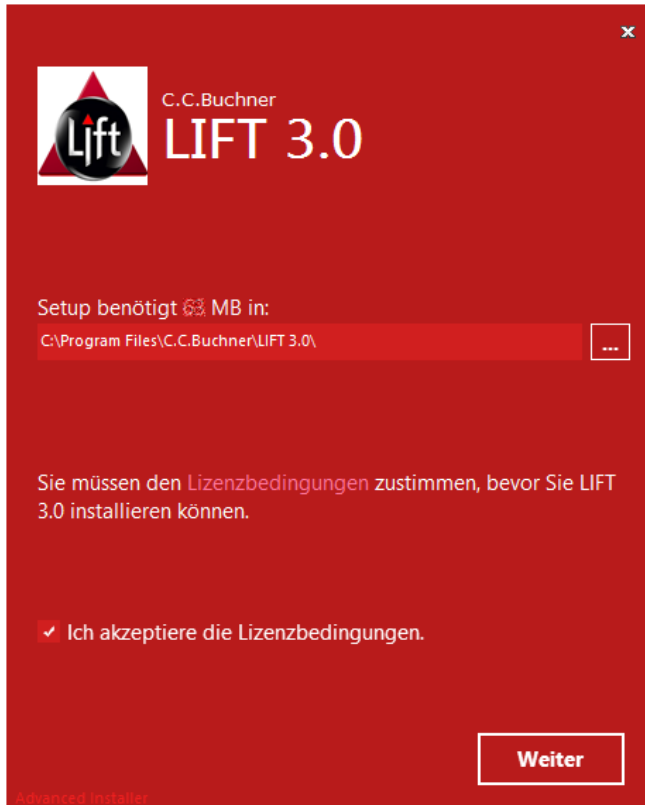 Lift
C.C.Buchner
LIFT 3.0
Setup benötigt 63 MB in:
C:\Program Files\C.C.Buchner\LIFT 3.0\
...
Sie müssen den Lizenzbedingungen zustimmen, bevor Sie LIFT
3.0 installieren können.
Ich akzeptiere die Lizenzbedingungen.
Weiter
Advanced Installer